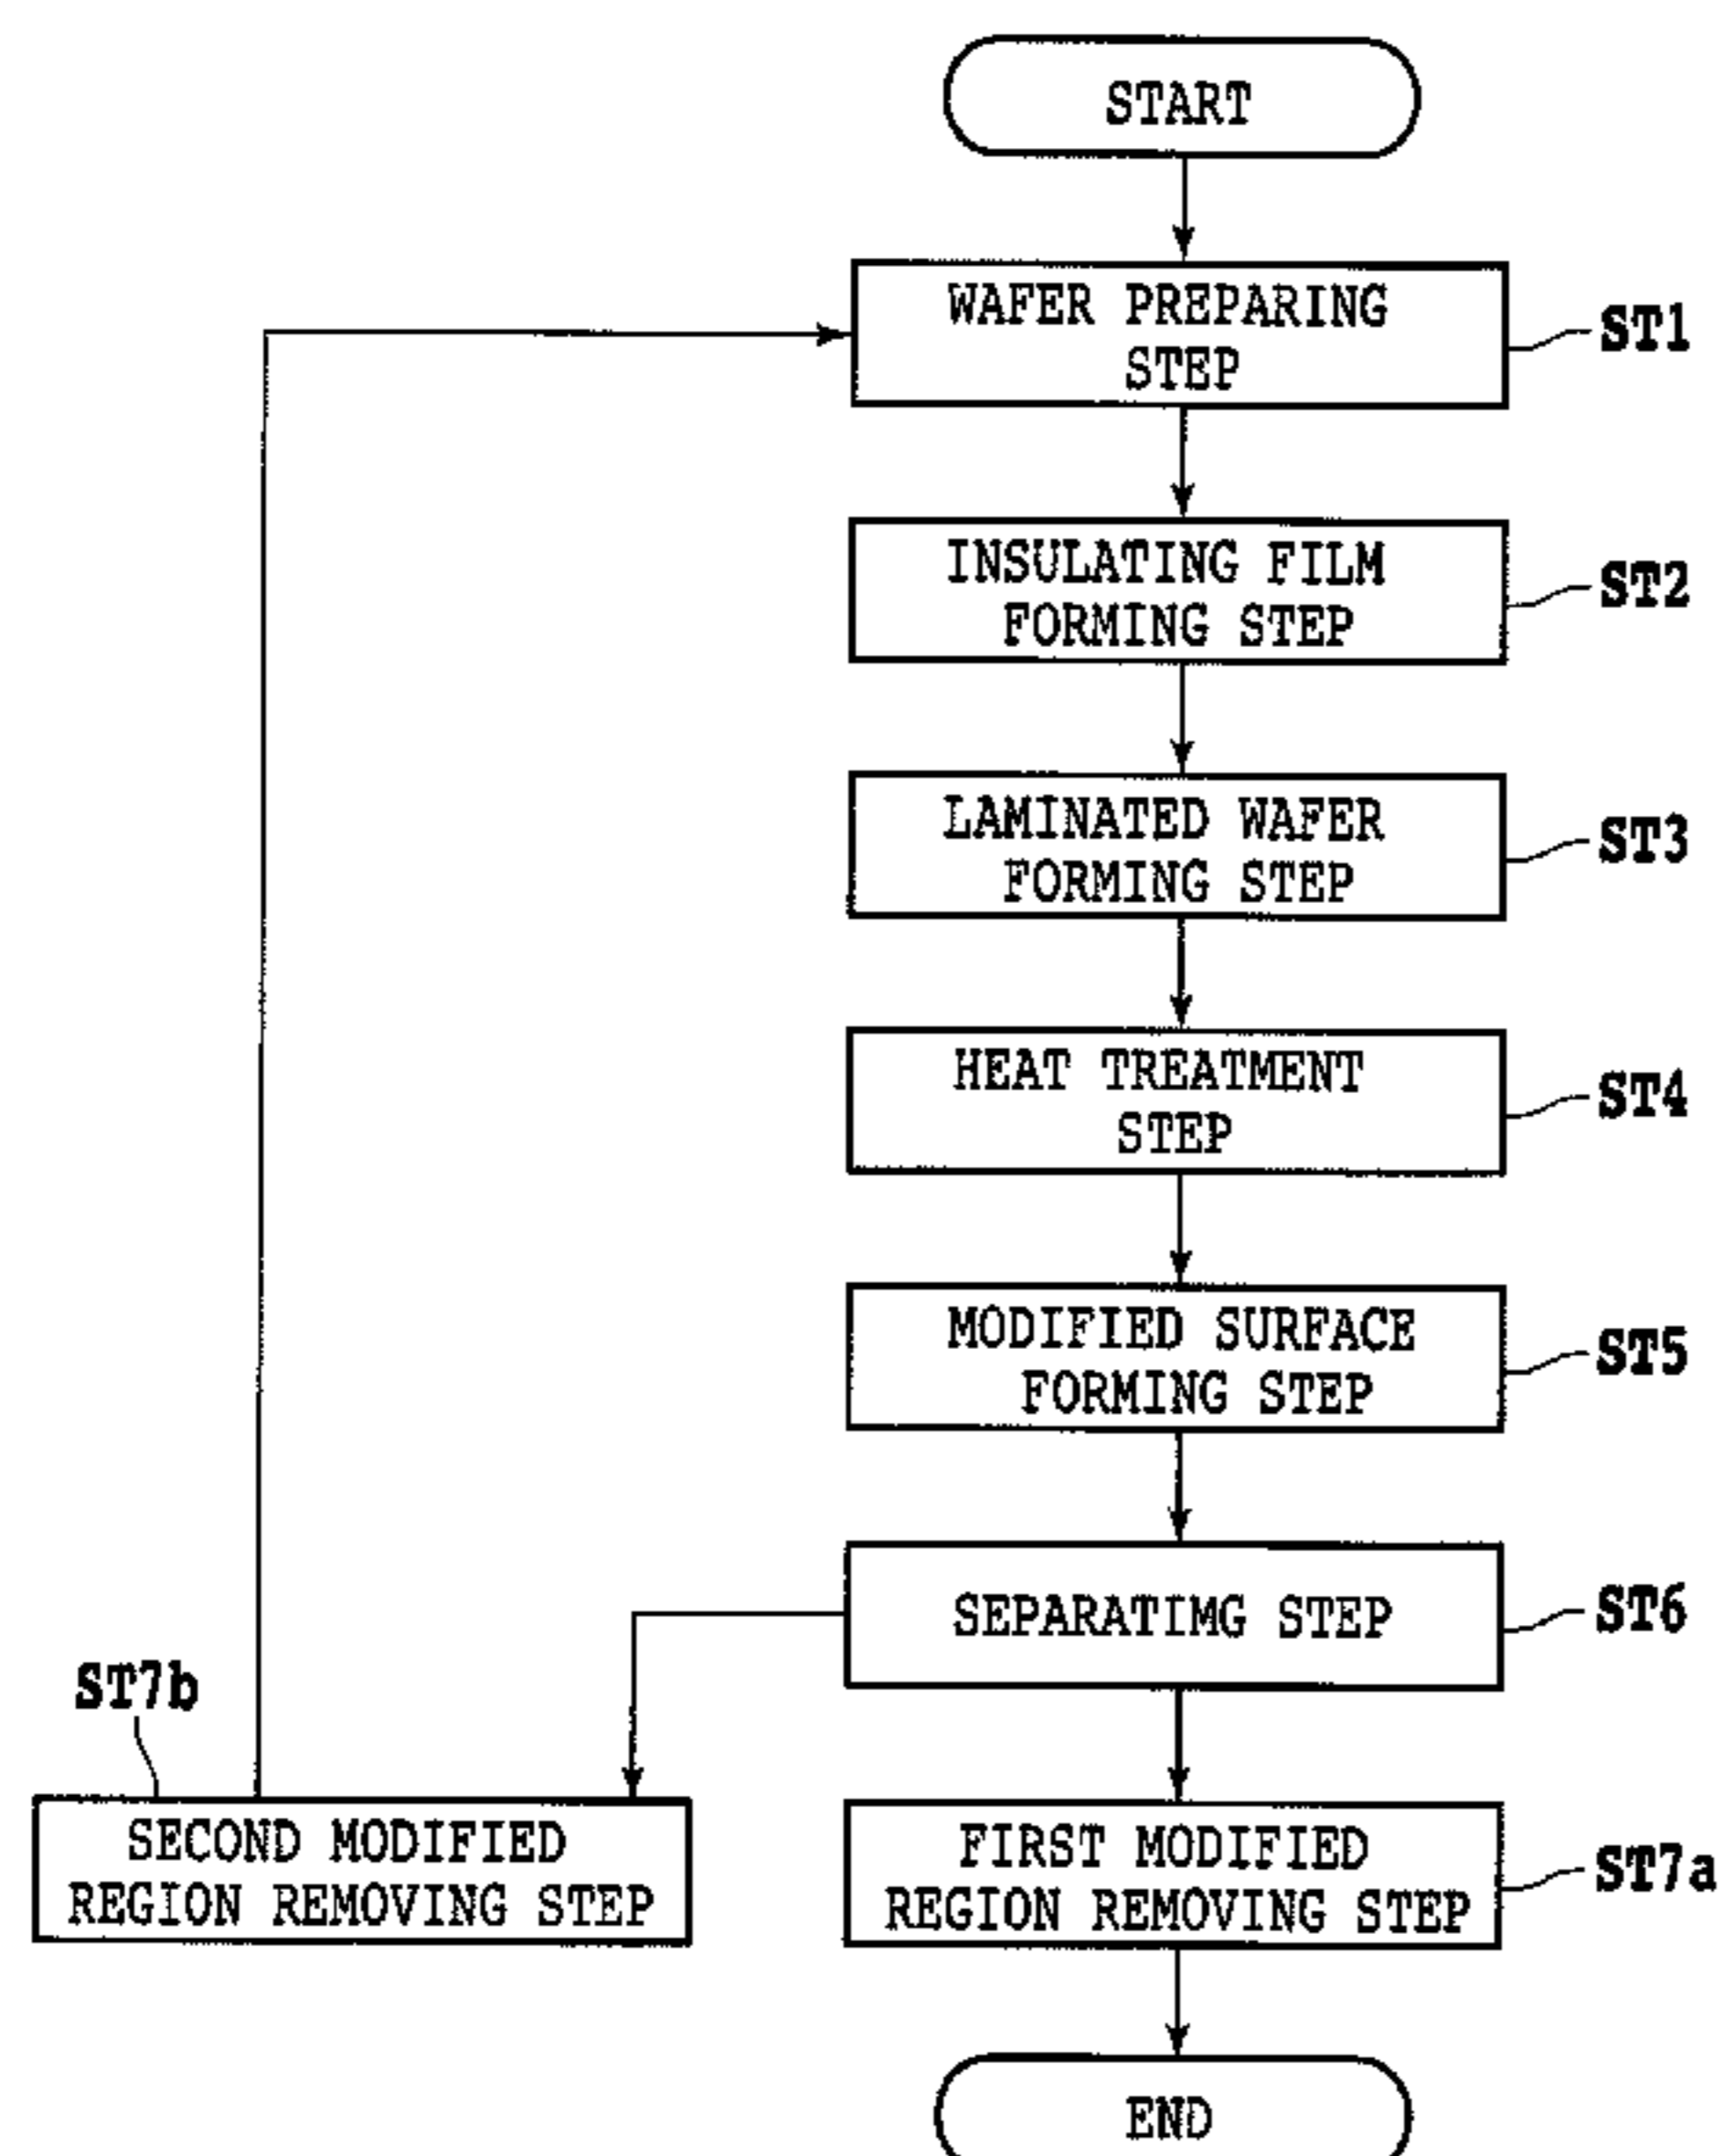 START
WAFER PREPARING
STEP
ST1
INSULATING FILM
FORMING STEP
ST2
LAMINATED WAFER
FORMING STEP
ST3
HEAT TREATMENT
STEP
ST4
MODIFIED SURFACE
FORMING STEP
ST5
SEPARATIMG STEP
ST6
ST7b
SECOND MODIFIED
REGION REMOVING STEP
FIRST MODIFIED
REGION REMOVING STEP
ST7a
END